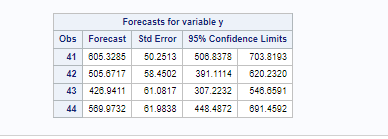 Forecasts for variable y
Obs Forecast Std Error 95% Confidence Limits
41 605.3285 50.2513 506.8378 703.8193
42 505.6717 58.4502 391.1114 620.2320
43 426.9411 61.0817 307.2232 546.6591
44 569.9732 61.9838 448.4872 691.4592